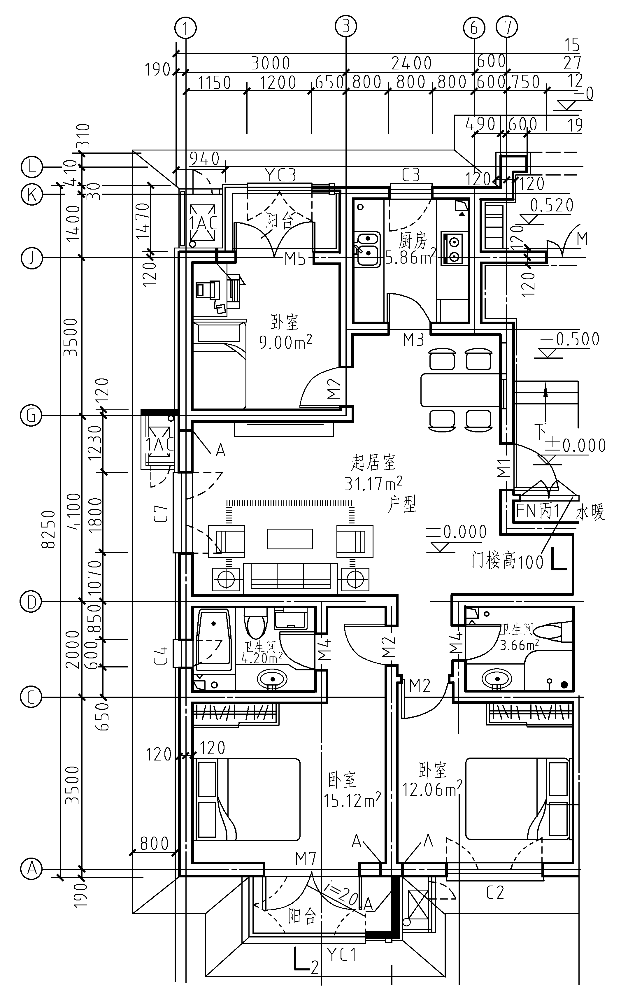 1 3 6 7
15
190 3000 2400 600 27
1150 1200 650 800 800 800 600 750 12
-0
490 600 19
310
L 410 940 YC3 C3 120 120
K 30 -0.520
1400 1470 1AC 阳台 120
厨房 M
J M5 5.86m²
120 120
3500 卧室
9.00m² M3 -0.500
120 M2
G
1230 1AC A 下
±0.000
起居室 M1
31.17m²
户型
4100 1800 C7 FN丙1 水暖
8250 ±0.000
1070 门楼高100
D
850
2000 600 C4 卫生间 M4 M2 M4 卫生间
4.20m² 3.66m²
C M2
650
120 120
3500 卧室 卧室
15.12m² 12.06m²
800 A A
M7
A
190 i=20 C2
A
阳台
YC1
2